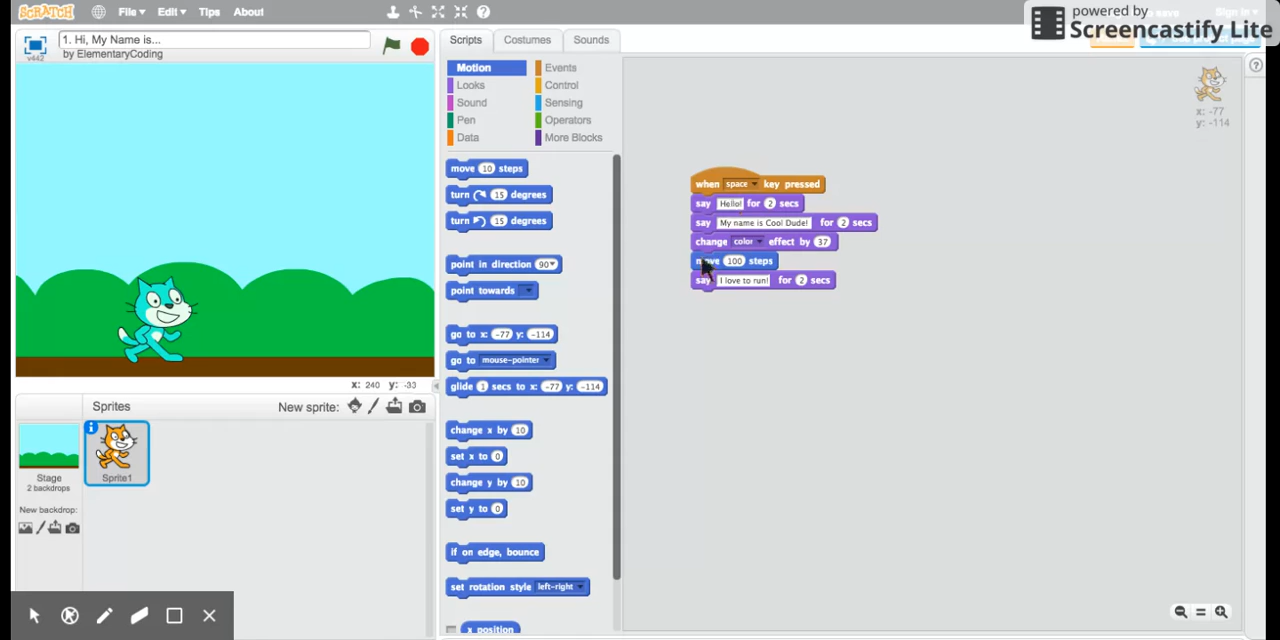 SCRATCH File▼ Edit▼ Tips About
powered by
Screencastify Lite
v442
1. Hi, My Name is...
by ElementaryCoding
Scripts Costumes Sounds
Motion Events
Looks Control
Sound Sensing
Pen Operators
Data More Blocks
move 10 steps
turn 15 degrees
turn 15 degrees
point in direction 90▼
point towards
go to x: -77 y: -114
go to mouse-pointer
glide 1 secs to x: -77 y: -114
change x by 10
set x to 0
change y by 10
set y to 0
if on edge, bounce
set rotation style left-right
x position
x: -77
y: -114
when space key pressed
say Hello! for 2 secs
say My name is Cool Dude! for 2 secs
change color effect by 37
move 100 steps
say I love to run! for 2 secs
x: 240 y: -33
Sprites New sprite:
Stage
2 backdrops
New backdrop:
Sprite1